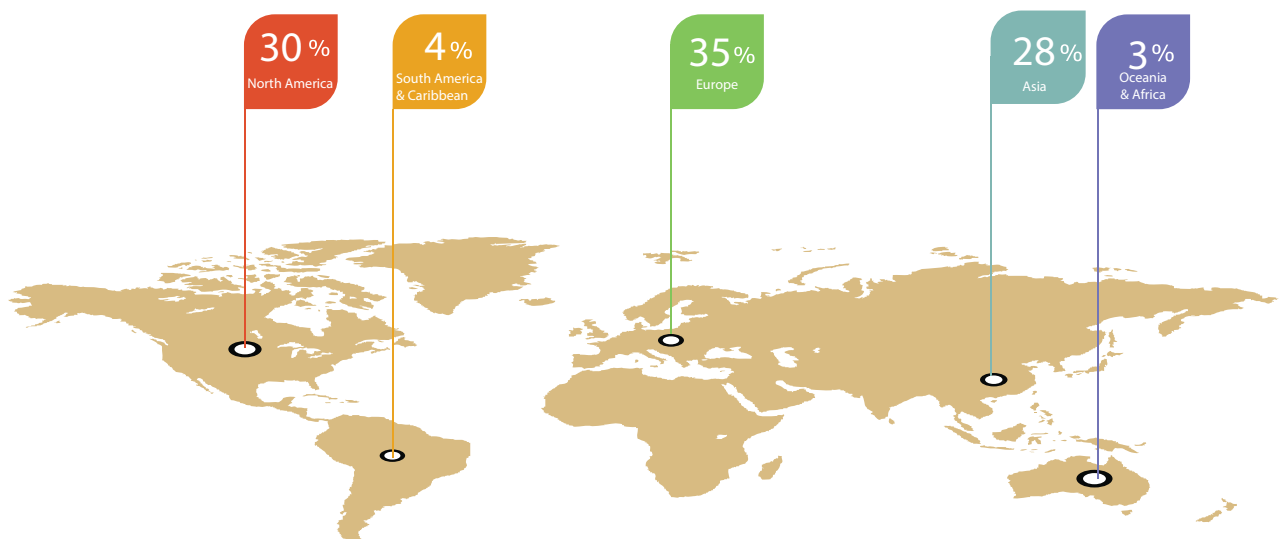 30 %
North America
4 %
South America
& Caribbean
35 %
Europe
28 %
Asia
3 %
Oceania
& Africa